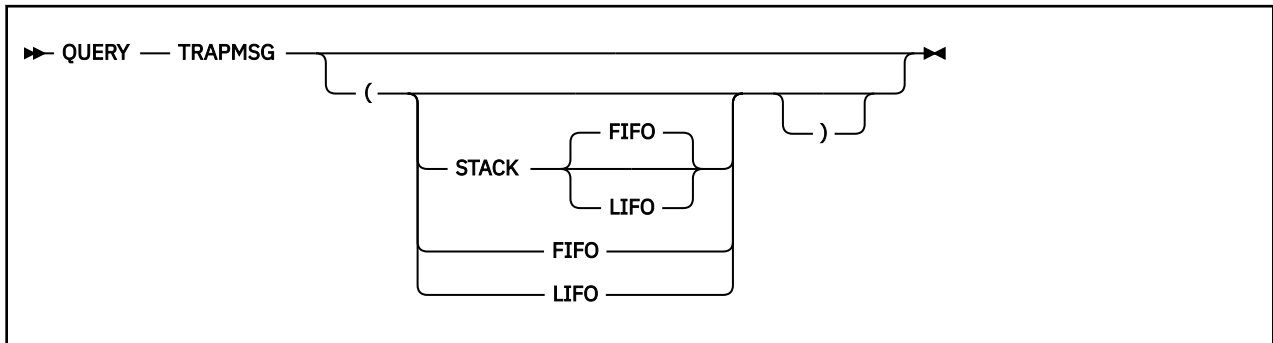 QUERY TRAPMSG
(
)
FIFO
STACK
LIFO
FIFO
LIFO